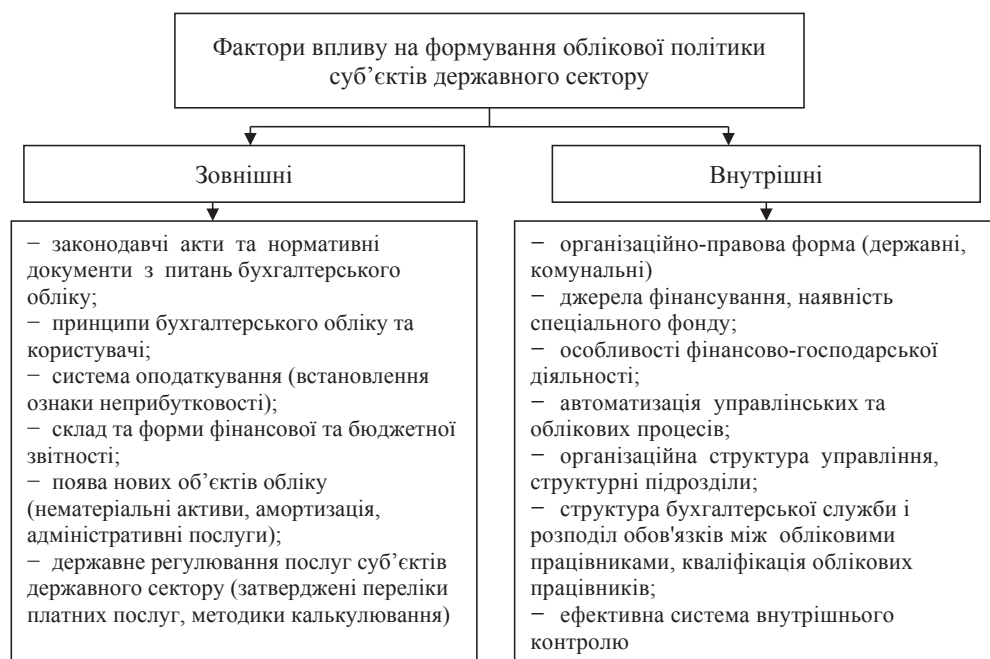 Фактори впливу на формування облікової політики
суб’єктів державного сектору
Зовнішні
− законодавчі акти та нормативні
документи з питань бухгалтерського
обліку;
− принципи бухгалтерського обліку та
користувачі;
− система оподаткування (встановлення
ознаки неприбутковості);
− склад та форми фінансової та бюджетної
звітності;
− поява нових об’єктів обліку
(нематеріальні активи, амортизація,
адміністративні послуги);
− державне регулювання послуг суб’єктів
державного сектору (затверджені переліки
платних послуг, методики калькулювання)
Внутрішні
− організаційно-правова форма (державні,
комунальні)
− джерела фінансування, наявність
спеціального фонду;
− особливості фінансово-господарської
діяльності;
− автоматизація управлінських та
облікових процесів;
− організаційна структура управління,
структурні підрозділи;
− структура бухгалтерської служби і
розподіл обов'язків між обліковими
працівниками, кваліфікація облікових
працівників;
− ефективна система внутрішнього
контролю